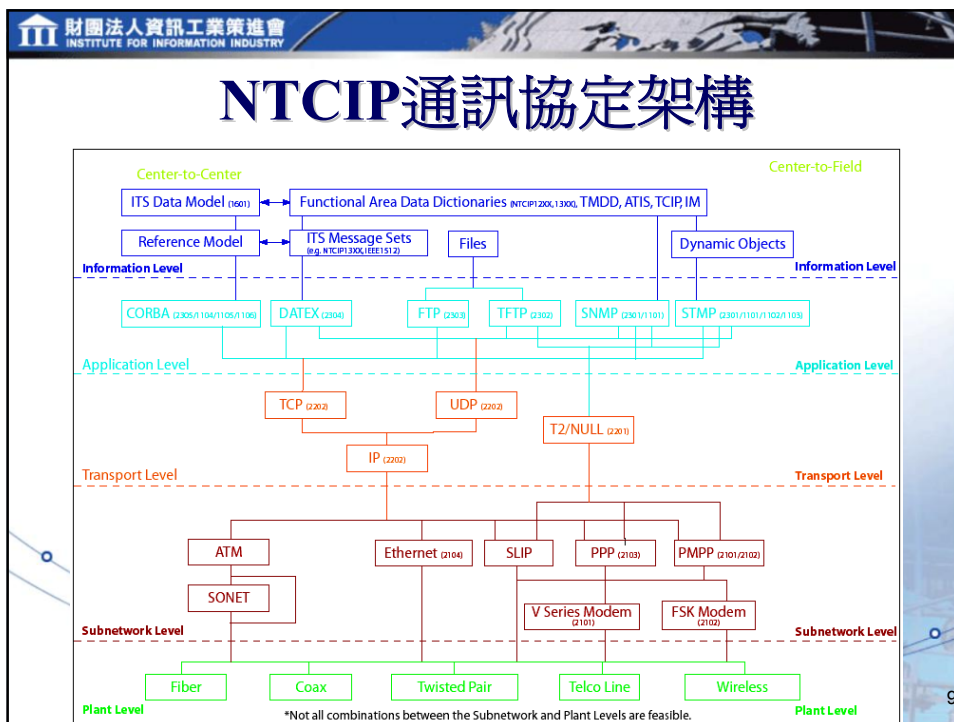 財團法人資訊工業策進會
INSTITUTE FOR INFORMATION INDUSTRY
NTCIP通訊協定架構
Center-to-Center
Center-to-Field
ITS Data Model (1601)
Functional Area Data Dictionaries (NTCIP12XX,13XX), TMDD, ATIS, TCIP, IM
Reference Model
ITS Message Sets
(e.g. NTCIP13XX, IEEE1512)
Files
Dynamic Objects
Information Level
Information Level
CORBA (2305/1104/1105/1106)
DATEX (2304)
FTP (2303)
TFTP (2302)
SNMP (2301/1101)
STMP (2301/1101/1102/1103)
Application Level
Application Level
TCP (2202)
UDP (2202)
T2/NULL (2201)
IP (2202)
Transport Level
Transport Level
ATM
Ethernet (2104)
SLIP
PPP (2103)
PMPP (2101/2102)
SONET
V Series Modem
(2101)
FSK Modem
(2102)
Subnetwork Level
Subnetwork Level
Fiber
Coax
Twisted Pair
Telco Line
Wireless
Plant Level
Plant Level
*Not all combinations between the Subnetwork and Plant Levels are feasible.
9